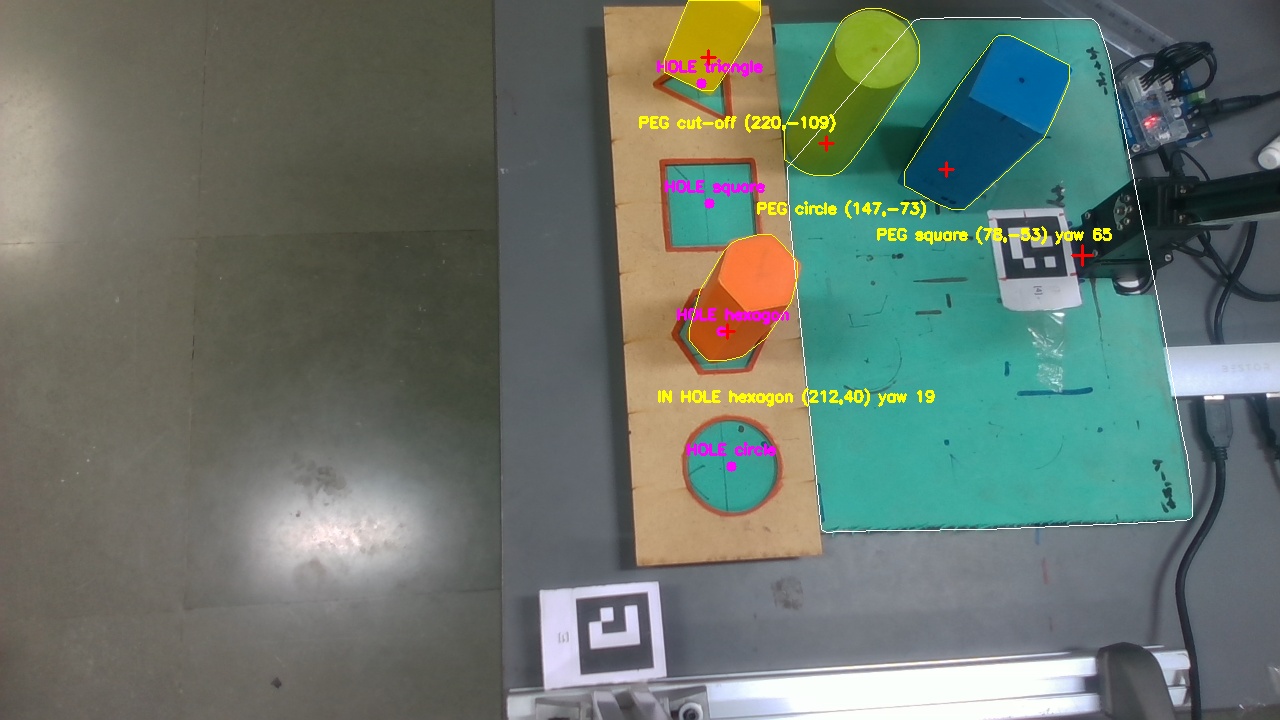 HOLE triangle
PEG cut-off (220,-109)
HOLE square
PEG circle (147,-73)
PEG square (78,-53) yaw 65
HOLE hexagon
IN HOLE hexagon (212,40) yaw 19
HOLE circle